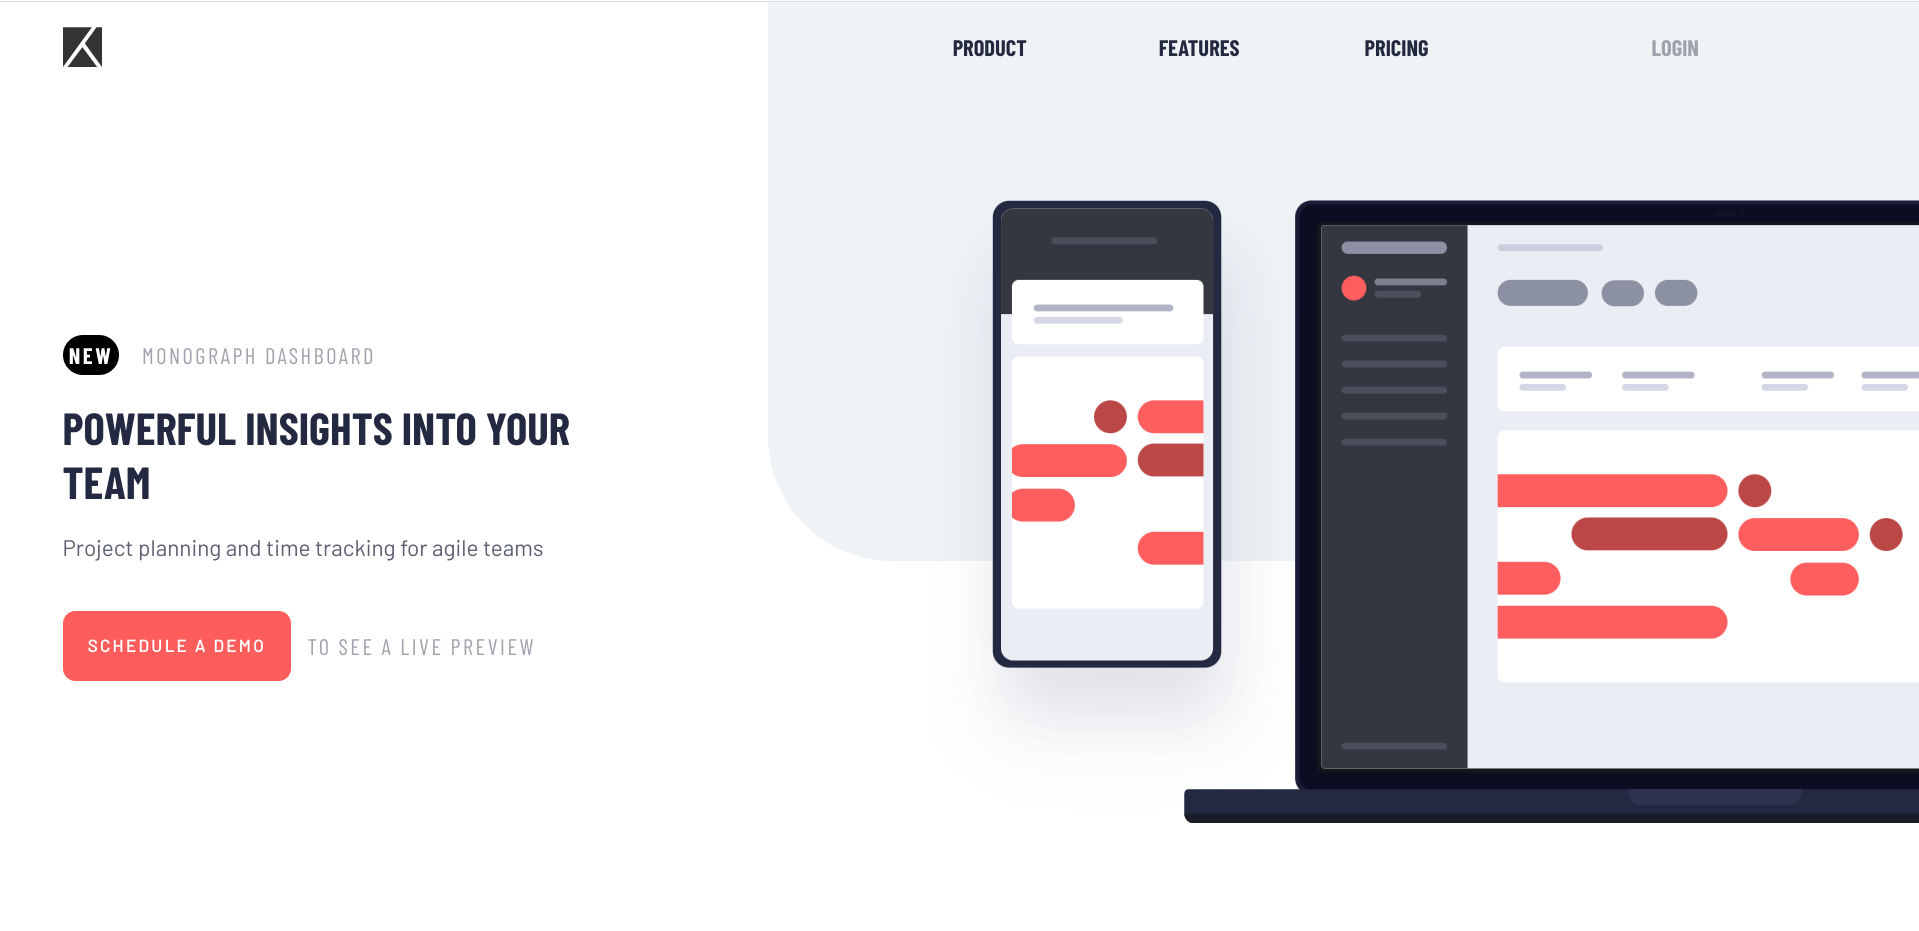 PRODUCT
FEATURES
PRICING
LOGIN
NEW
MONOGRAPH DASHBOARD
POWERFUL INSIGHTS INTO YOUR
TEAM
Project planning and time tracking for agile teams
SCHEDULE A DEMO
TO SEE A LIVE PREVIEW